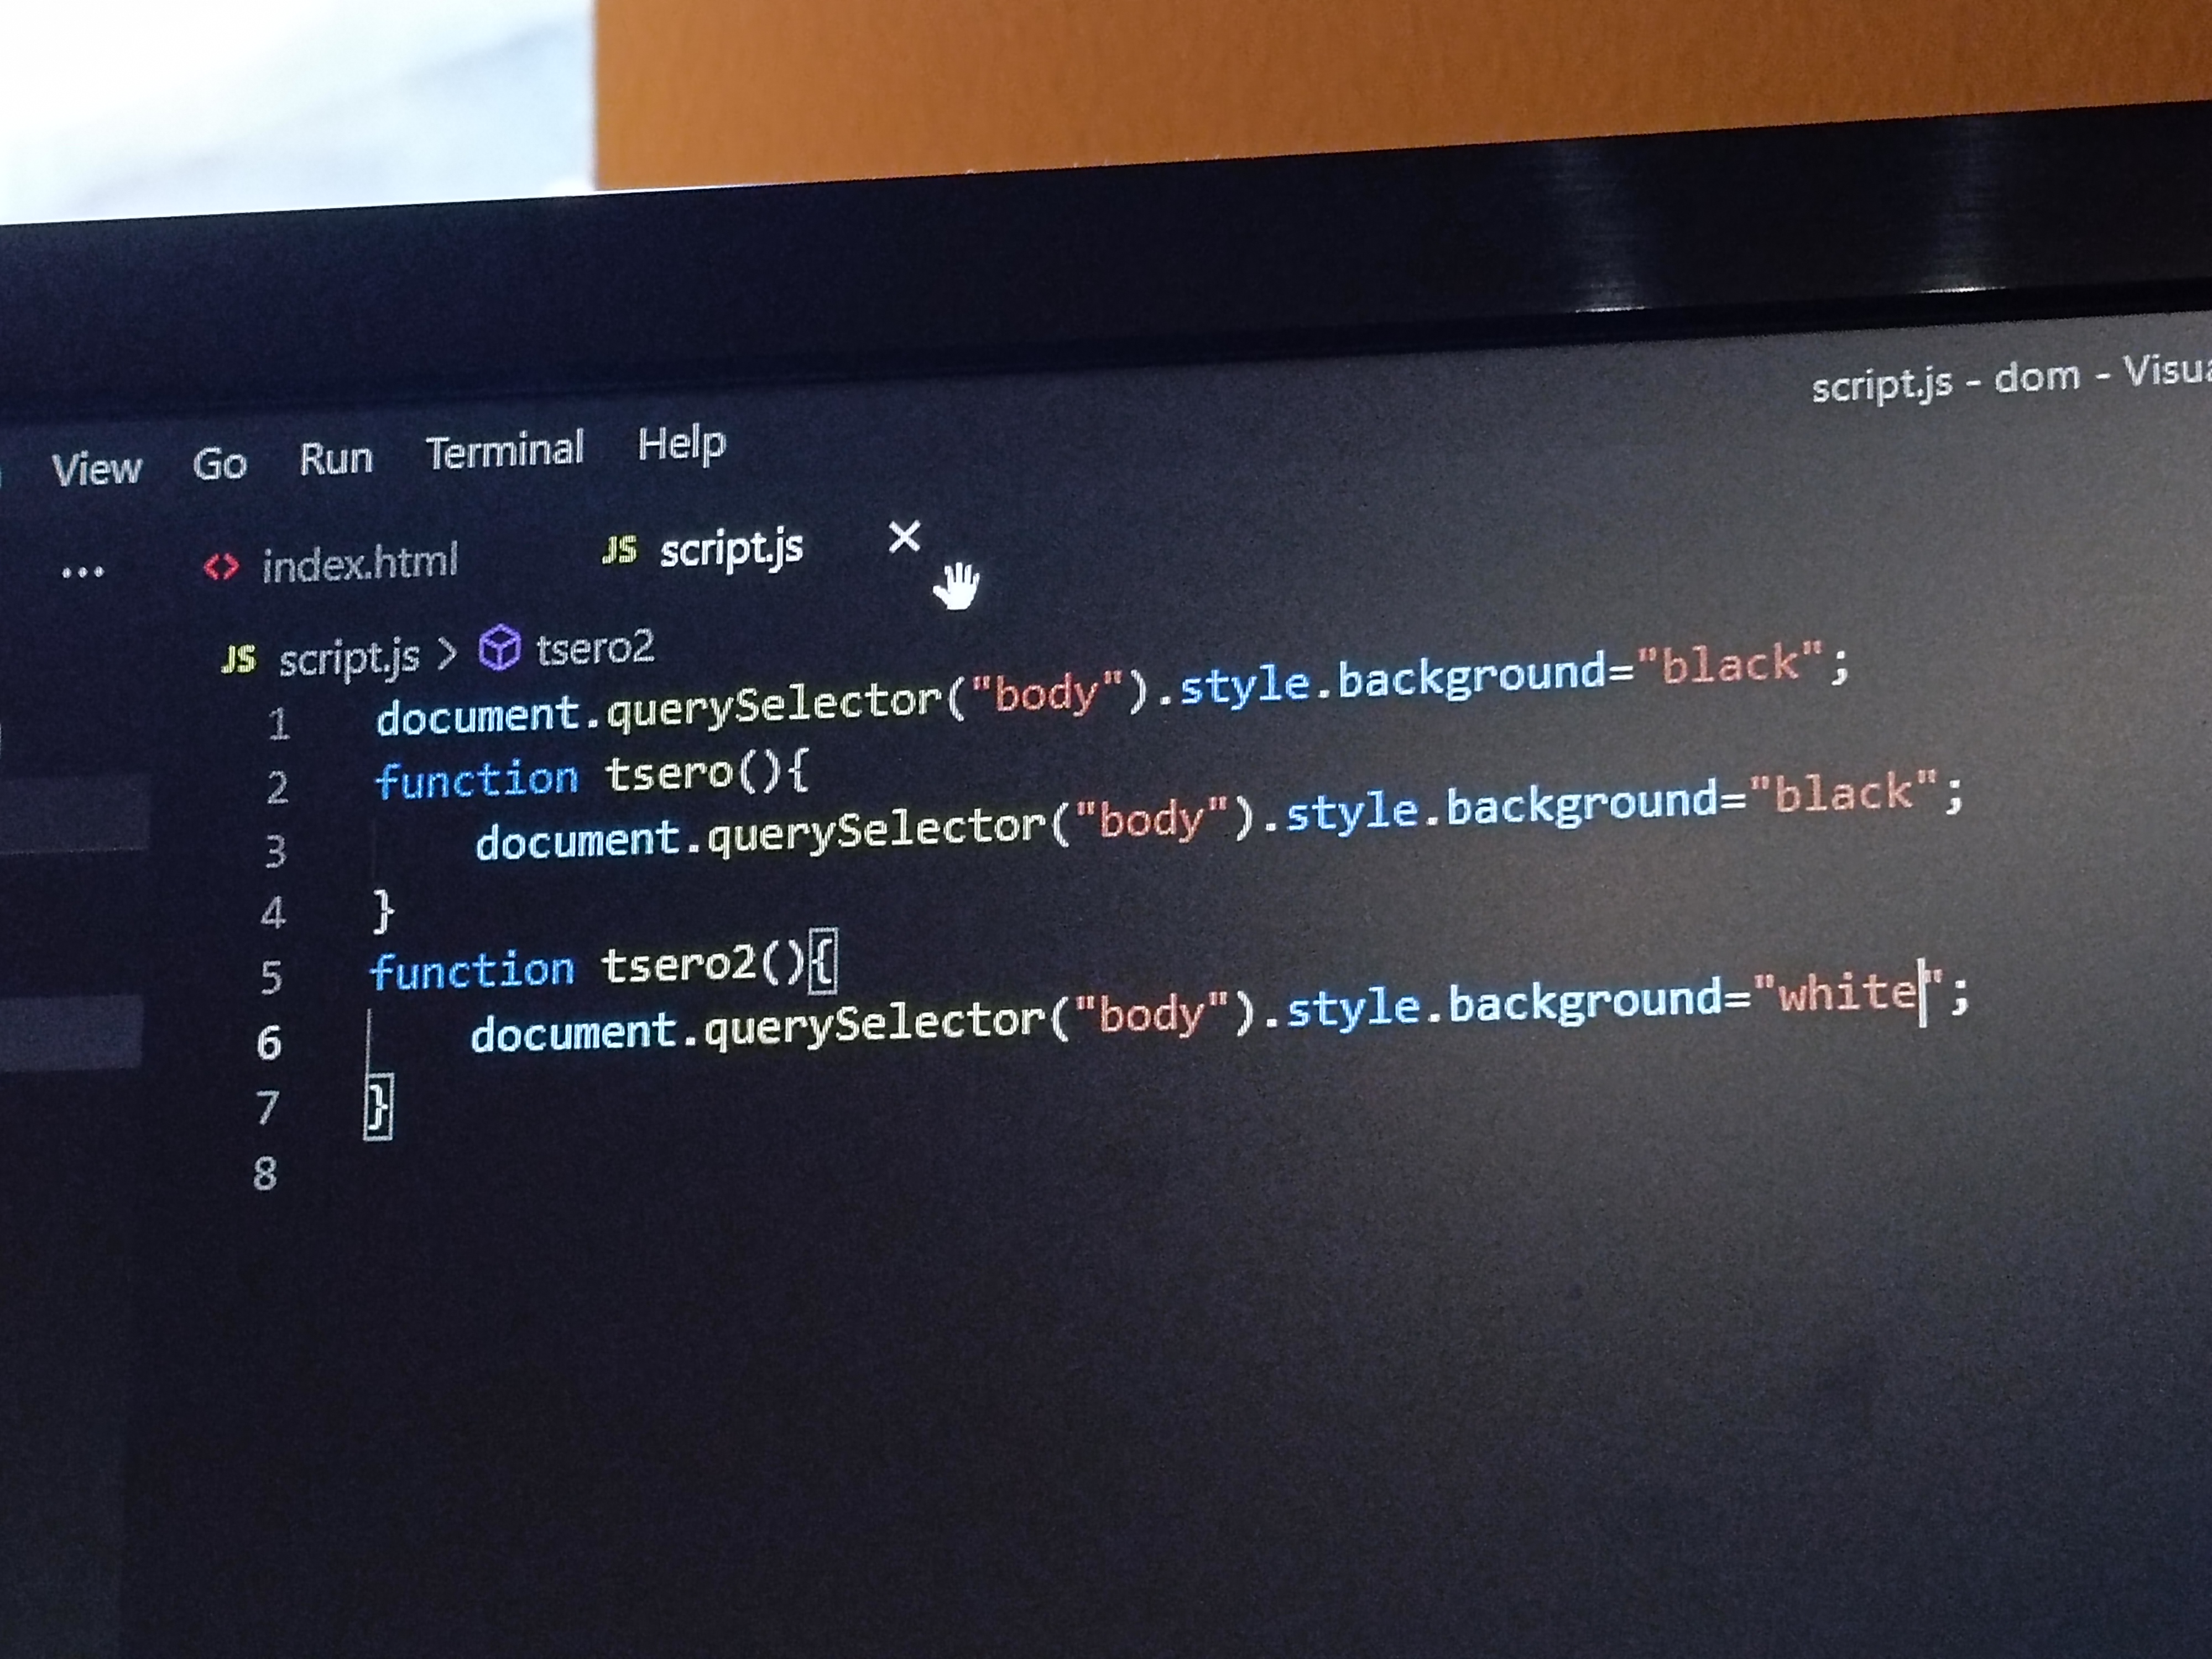 script.js - dom -
View Go Run Terminal Help
... index.html JS script.js
JS script.js > tsero2
1 document.querySelector("body").style.background="black";
2 function tsero(){
3 document.querySelector("body").style.background="black";
4 }
5 function tsero2(){
6 document.querySelector("body").style.background="white";
7 }
8